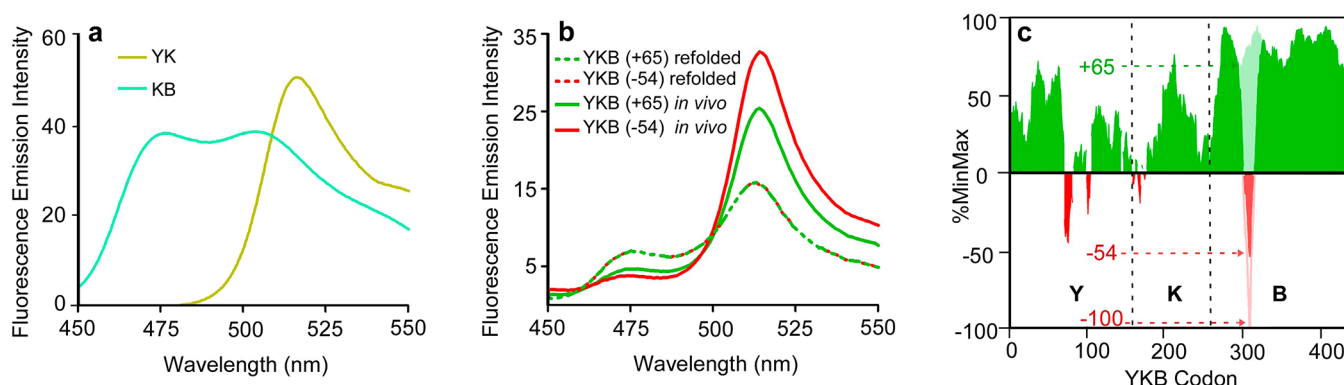 a
Fluorescence Emission Intensity
60
40
20
0
YK
KB
450
475
500
525
550
Wavelength (nm)
b
Fluorescence Emission Intensity
35
25
15
5
YKB (+65) refolded
YKB (-54) refolded
YKB (+65) in vivo
YKB (-54) in vivo
450
475
500
525
550
Wavelength (nm)
c
%MinMax
100
50
0
-50
-100
+65
-54
-100
Y
K
B
0
100
200
300
400
YKB Codon